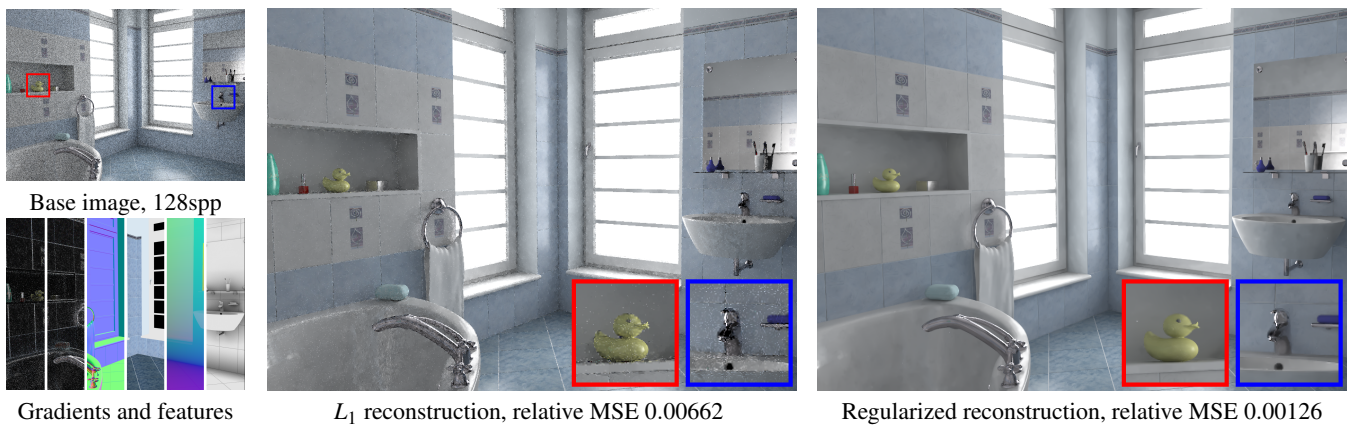 Base image, 128spp
Gradients and features
L₁ reconstruction, relative MSE 0.00662
Regularized reconstruction, relative MSE 0.00126